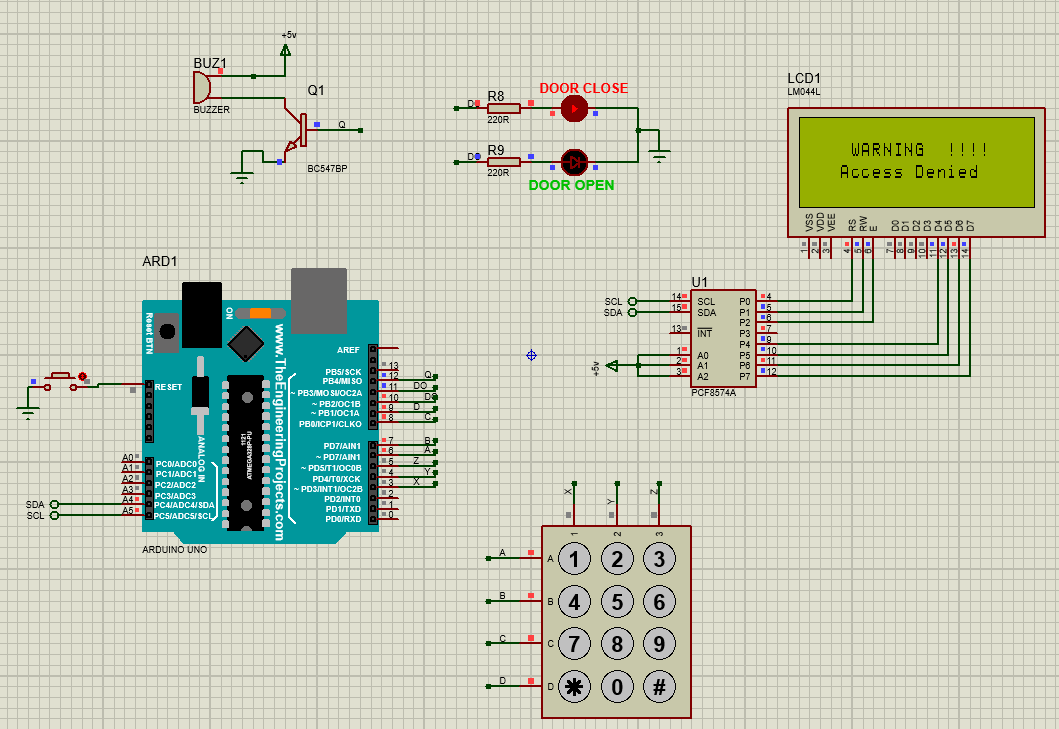 +5v
BUZ1
BUZZER
Q1
Q
BC547BP
R8
220R
DOOR CLOSE
R9
220R
DOOR OPEN
LCD1
LM044L
WARNING !!!!
Access Denied
VSS VDD VEE RS RW E D0 D1 D2 D3 D4 D5 D6 D7
1 2 3 4 5 6 7 8 9 10 11 12 13 14
U1
SCL 14 SCL P0 4
SDA 15 SDA P1 5
P2 6
13 INT P3 7
P4 9
1 A0 P5 10
+5v 2 A1 P6 11
3 A2 P7 12
PCF8574A
ARD1
Reset BTN
ON
www.TheEngineeringProjects.com
AREF
RESET
13 PB5/SCK
12 PB4/MISO Q
11 ~ PB3/MOSI/OC2A DO
10 ~ PB2/OC1B
9 ~ PB1/OC1A D
8 PB0/ICP1/CLKO C
7 PD7/AIN1 B
6 ~ PD7/AIN1 A
5 ~ PD5/T1/OC0B Z
4 PD4/T0/XCK Y
3 ~ PD3/INT1/OC2B X
2 PD2/INT0
1 PD1/TXD
0 PD0/RXD
ANALOG IN
1121
ATMEGA328P-PU
A0 PC0/ADC0
A1 PC1/ADC1
A2 PC2/ADC2
A3 PC3/ADC3
SDA A4 PC4/ADC4/SDA
SCL A5 PC5/ADC5/SCL
ARDUINO UNO
X Y Z
1 2 3
A A 1 2 3
B B 4 5 6
C C 7 8 9
D D * 0 #